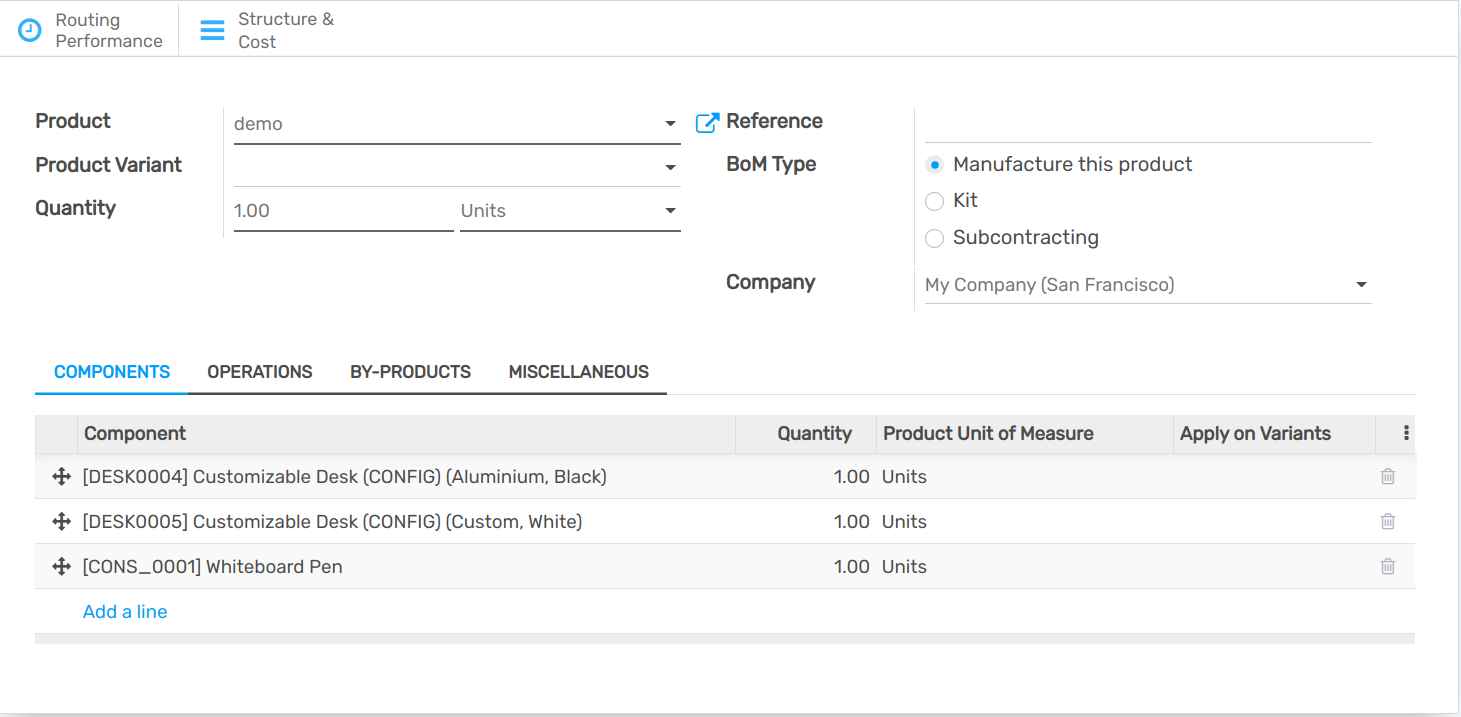 Routing
Performance
Structure &
Cost
Product
demo
Reference
Product Variant
BoM Type
Manufacture this product
Quantity
1.00
Units
Kit
Subcontracting
Company
My Company (San Francisco)
COMPONENTS
OPERATIONS
BY-PRODUCTS
MISCELLANEOUS
Component
Quantity
Product Unit of Measure
Apply on Variants
[DESK0004] Customizable Desk (CONFIG) (Aluminium, Black)
1.00
Units
[DESK0005] Customizable Desk (CONFIG) (Custom, White)
1.00
Units
[CONS_0001] Whiteboard Pen
1.00
Units
Add a line